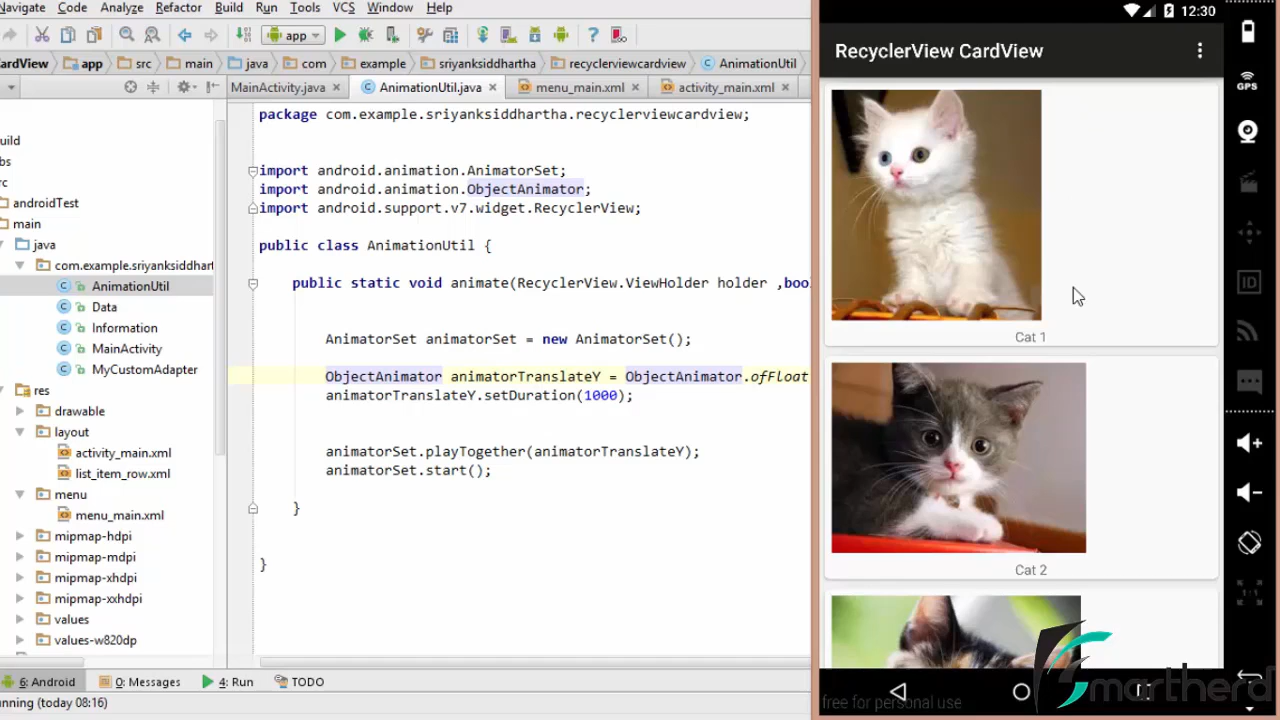 Navigate Code Analyze Refactor Build Run Tools VCS Window Help
app
CardView app src main java com example sriyanksiddhartha recyclerviewcardview AnimationUtil
MainActivity.java AnimationUtil.java menu_main.xml activity_main.xml
uild
bs
rc
androidTest
main
java
com.example.sriyanksiddhart
AnimationUtil
Data
Information
MainActivity
MyCustomAdapter
res
drawable
layout
activity_main.xml
list_item_row.xml
menu
menu_main.xml
mipmap-hdpi
mipmap-mdpi
mipmap-xhdpi
mipmap-xxhdpi
values
values-w820dp
package com.example.sriyanksiddhartha.recyclerviewcardview;
import android.animation.AnimatorSet;
import android.animation.ObjectAnimator;
import android.support.v7.widget.RecyclerView;
public class AnimationUtil {
public static void animate(RecyclerView.ViewHolder holder ,boo
AnimatorSet animatorSet = new AnimatorSet();
ObjectAnimator animatorTranslateY = ObjectAnimator.ofFloat
animatorTranslateY.setDuration(1000);
animatorSet.playTogether(animatorTranslateY);
animatorSet.start();
}
}
6: Android 0: Messages 4: Run TODO
nning (today 08:16)
12:30
RecyclerView CardView
Cat 1
Cat 2
GPS
ID
1:1
free for personal use
martherd